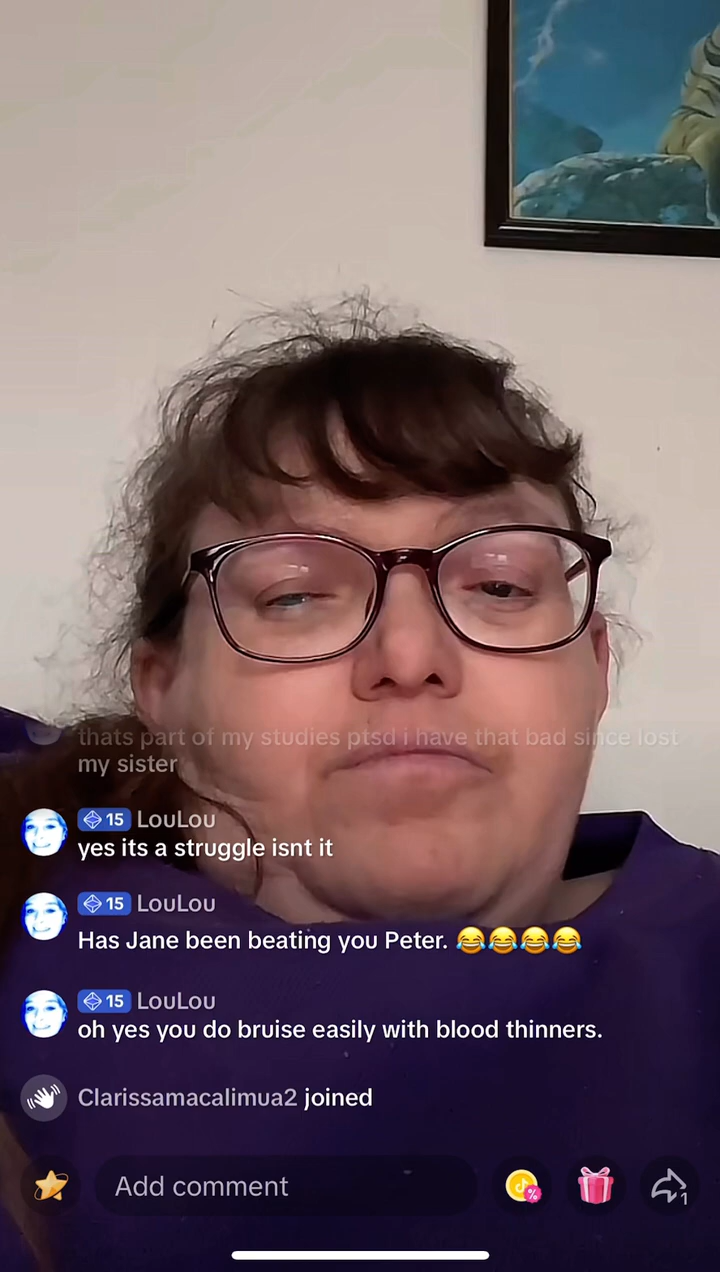 thats part of my studies ptsd i have that bad since lost
my sister
15 LouLou
yes its a struggle isnt it
15 LouLou
Has Jane been beating you Peter. 😂😂😂😂
15 LouLou
oh yes you do bruise easily with blood thinners.
Clarissamacalimua2 joined
Add comment
%
1